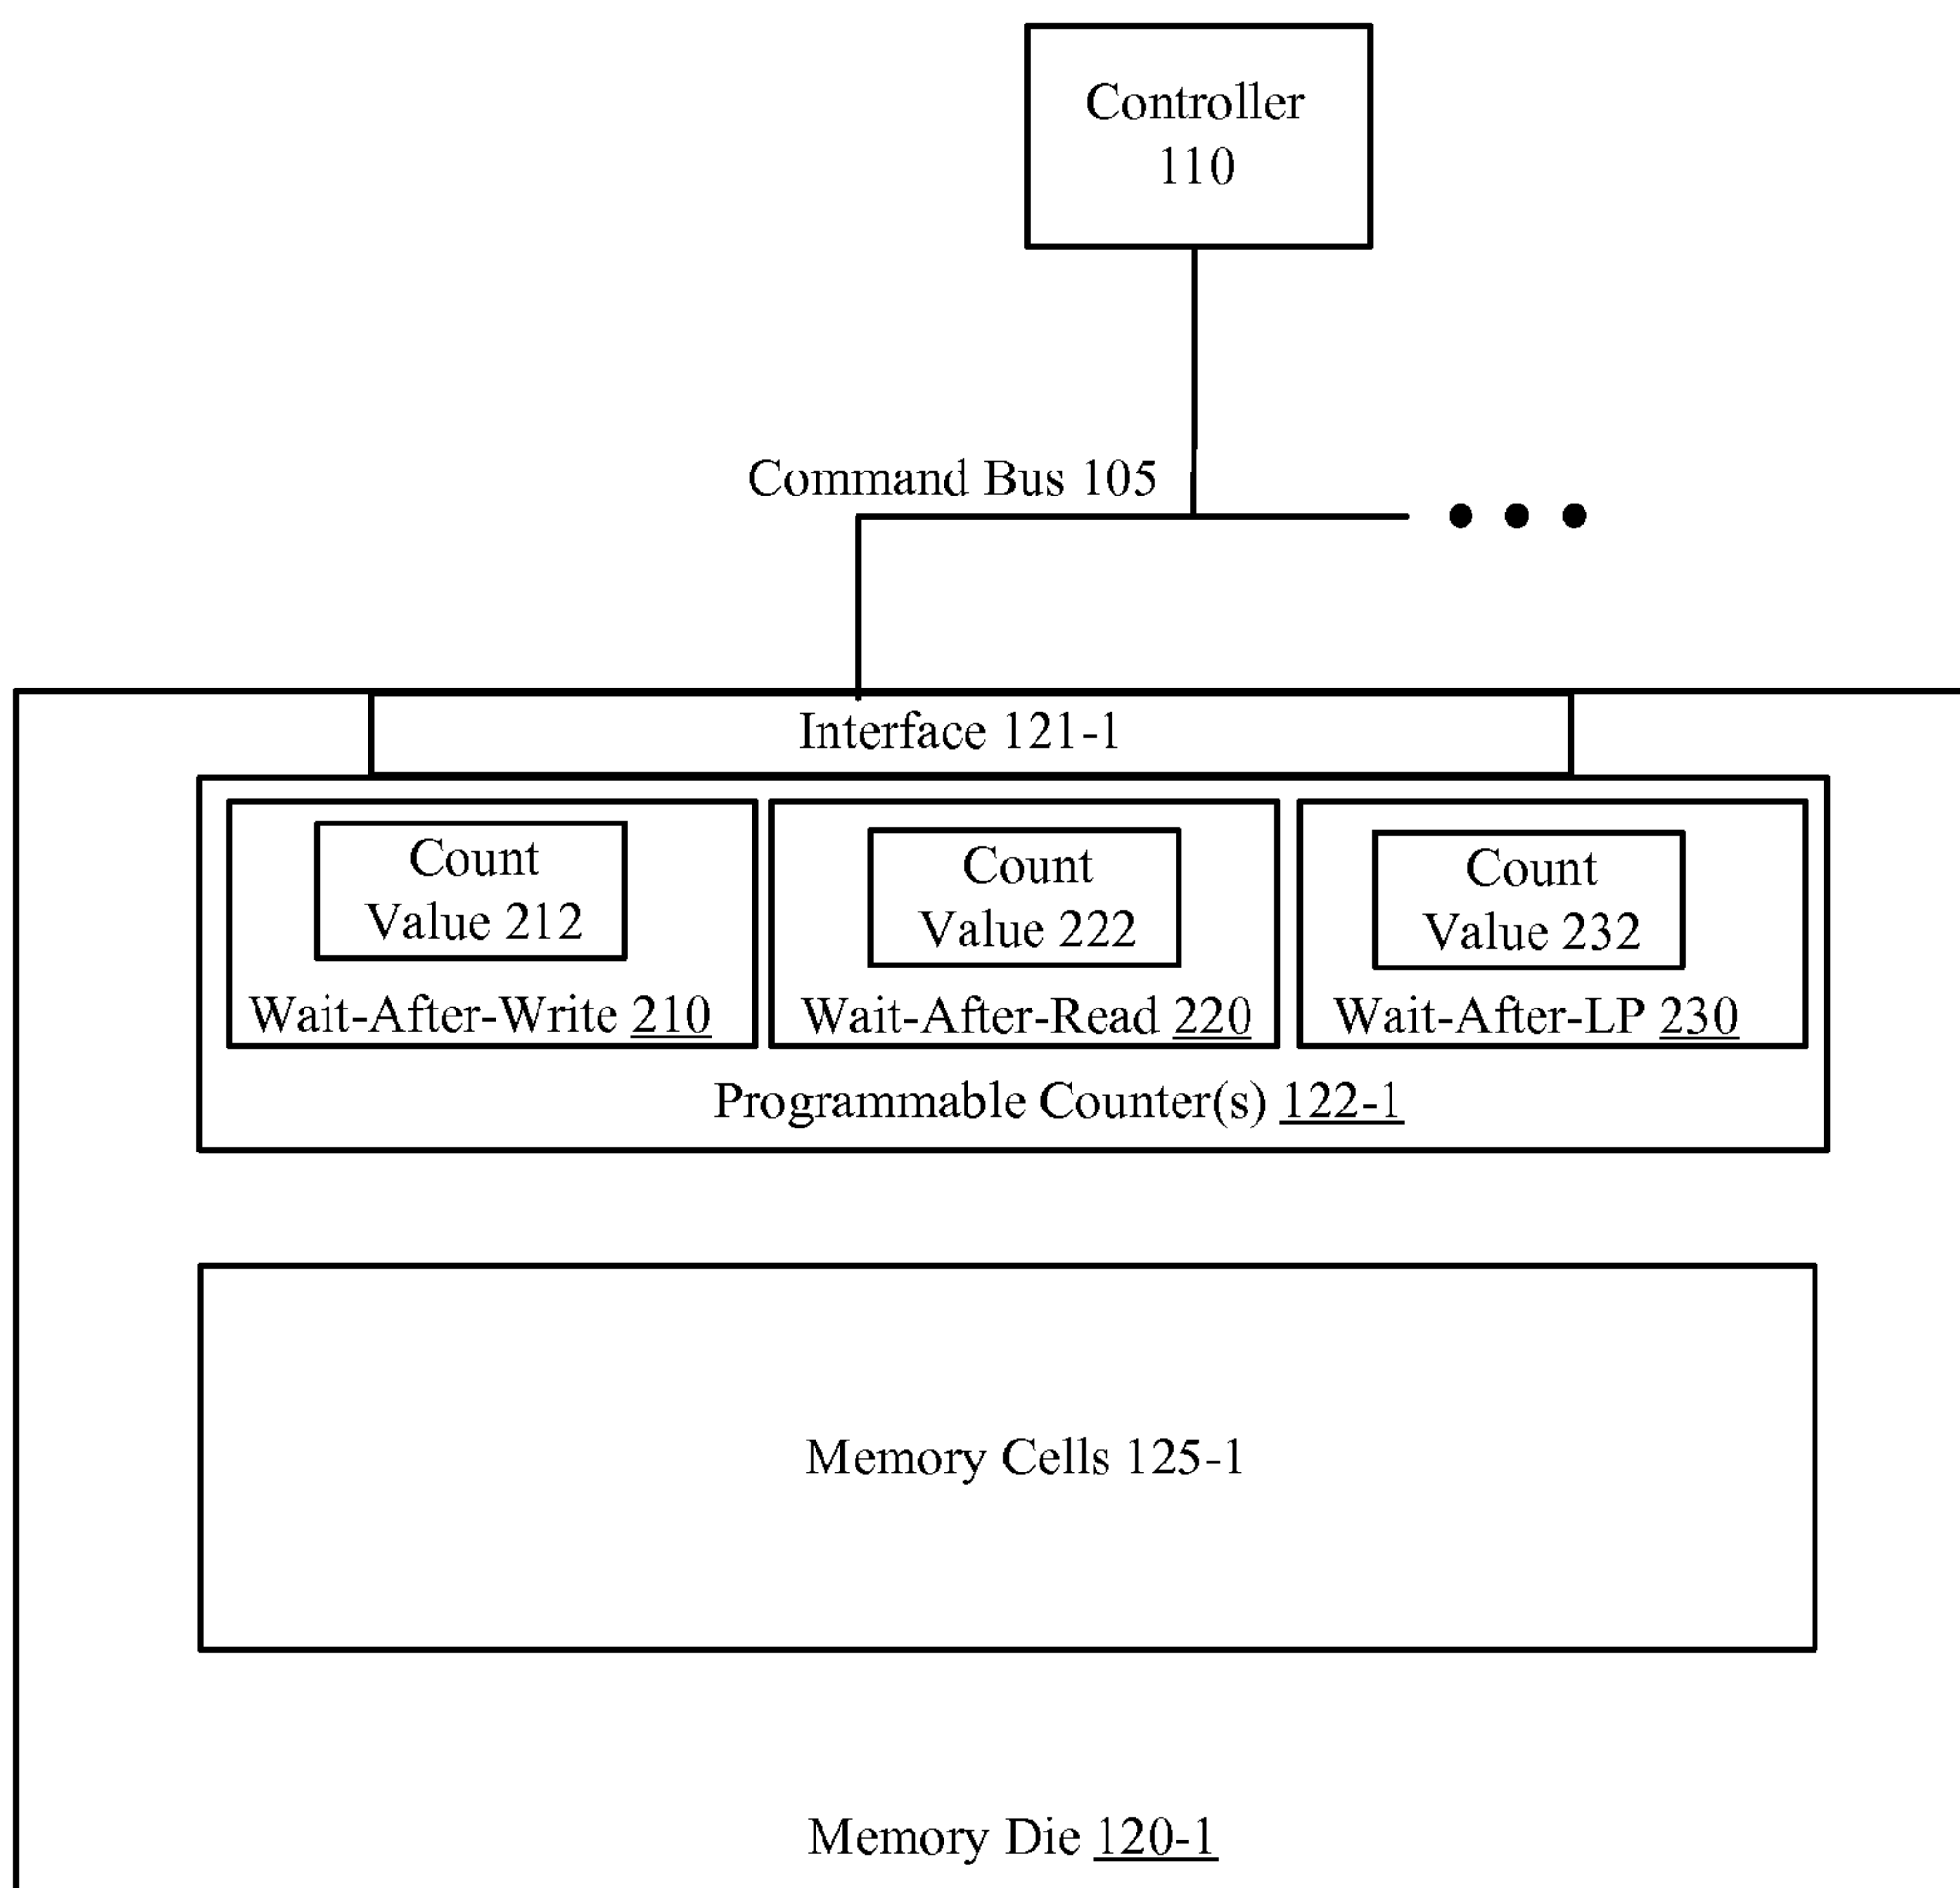 Controller
110
Command Bus 105
Interface 121-1
Count
Value 212
Count
Value 222
Count
Value 232
Wait-After-Write 210
Wait-After-Read 220
Wait-After-LP 230
Programmable Counter(s) 122-1
Memory Cells 125-1
Memory Die 120-1